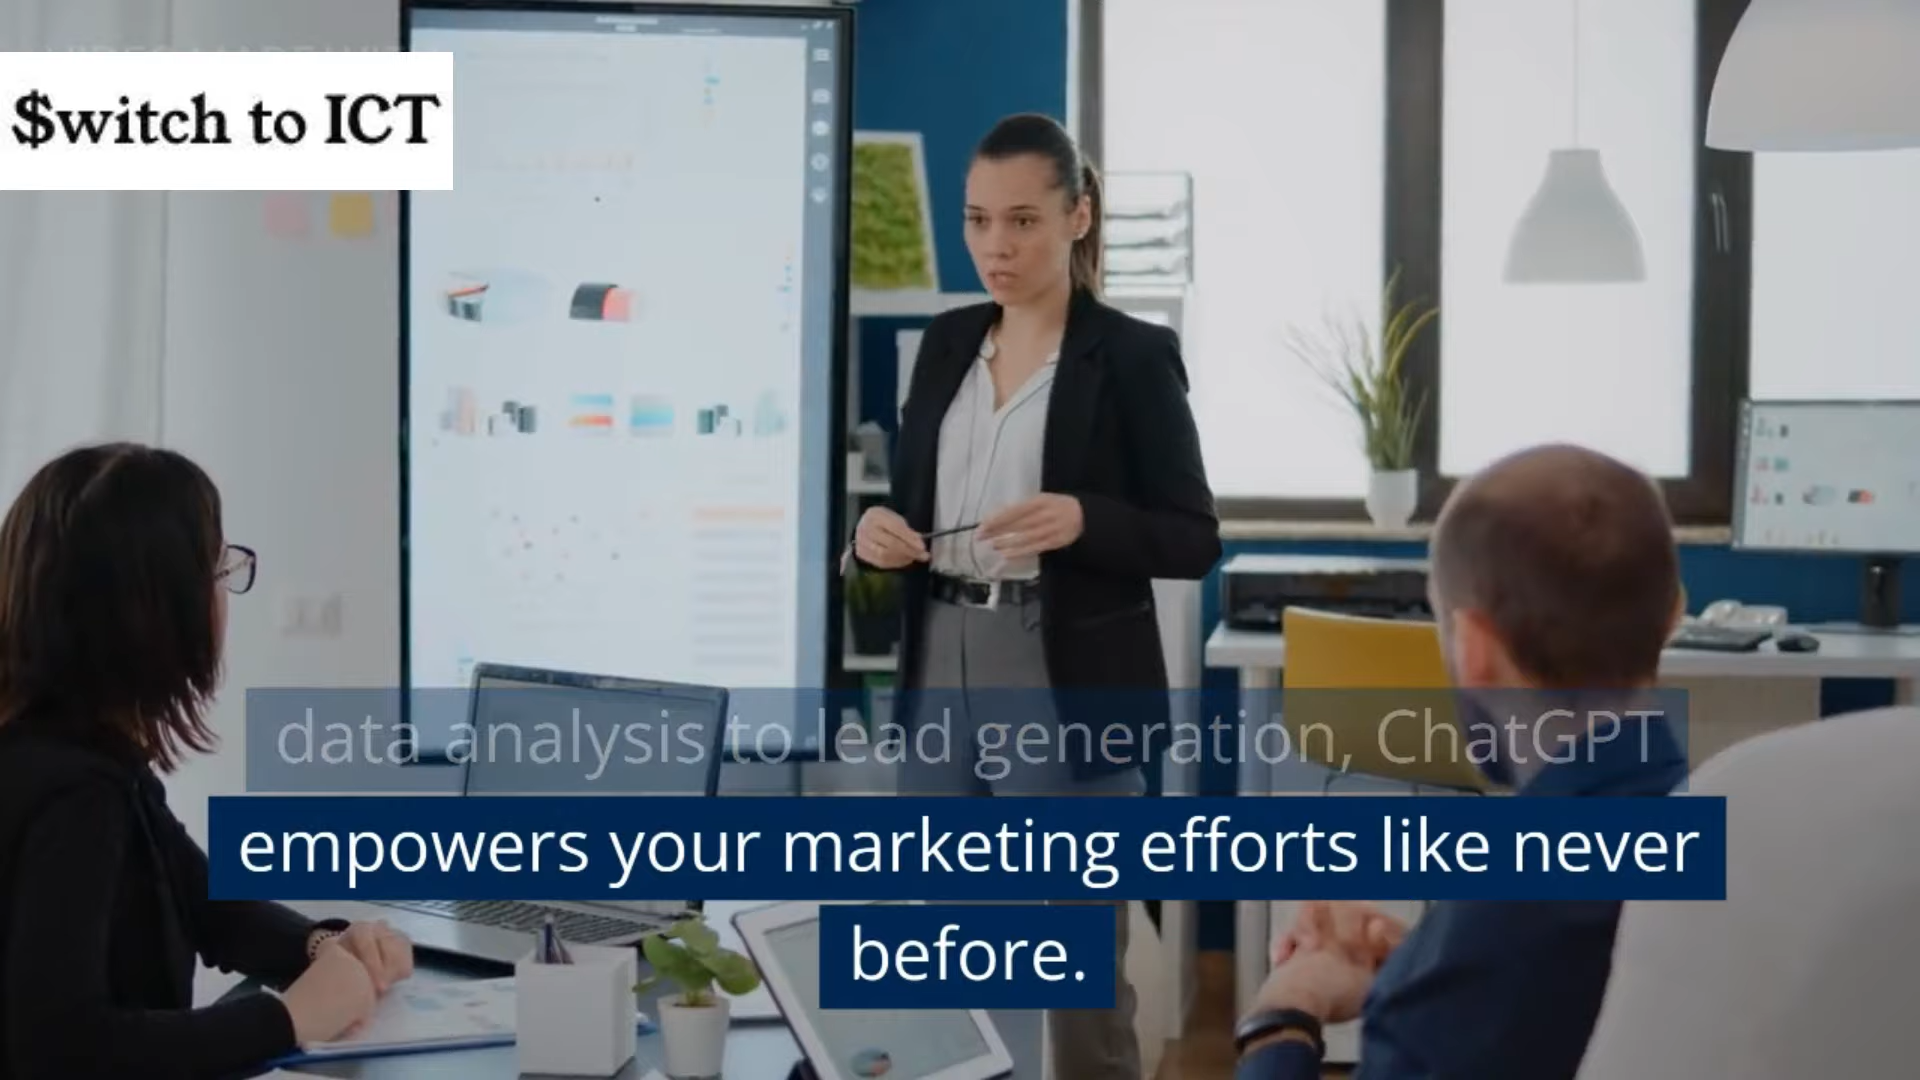 $witch to ICT
data analysis to lead generation, ChatGPT
empowers your marketing efforts like never
before.